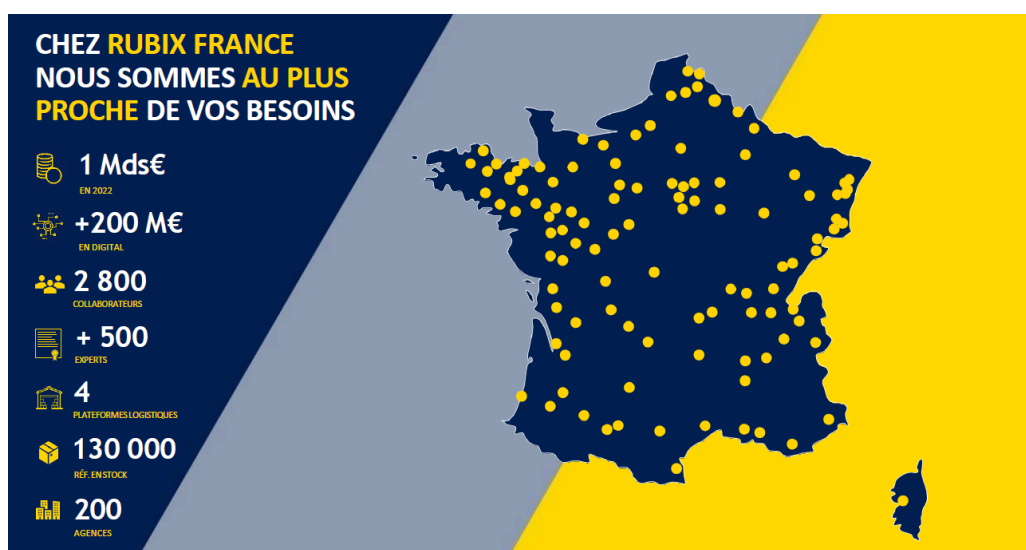 CHEZ RUBIX FRANCE
NOUS SOMMES AU PLUS
PROCHE DE VOS BESOINS
1 Mds€
EN 2022
+200 M€
EN DIGITAL
2 800
COLLABORATEURS
+ 500
EXPERTS
4
PLATEFORMES LOGISTIQUES
130 000
RÉF. EN STOCK
200
AGENCES